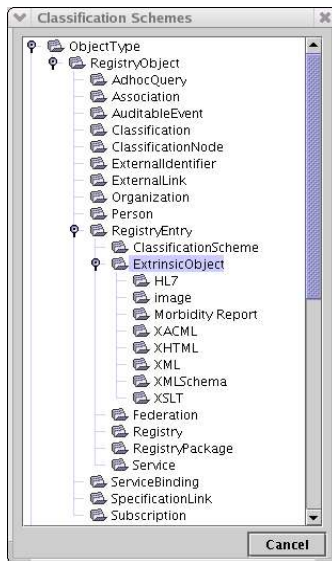 Classification Schemes
ObjectType
RegistryObject
AdhocQuery
Association
AuditableEvent
Classification
ClassificationNode
ExternalIdentifier
ExternalLink
Organization
Person
RegistryEntry
ClassificationScheme
ExtrinsicObject
HL7
image
Morbidity Report
XACML
XHTML
XML
XMLSchema
XSLT
Federation
Registry
RegistryPackage
Service
ServiceBinding
SpecificationLink
Subscription
Cancel